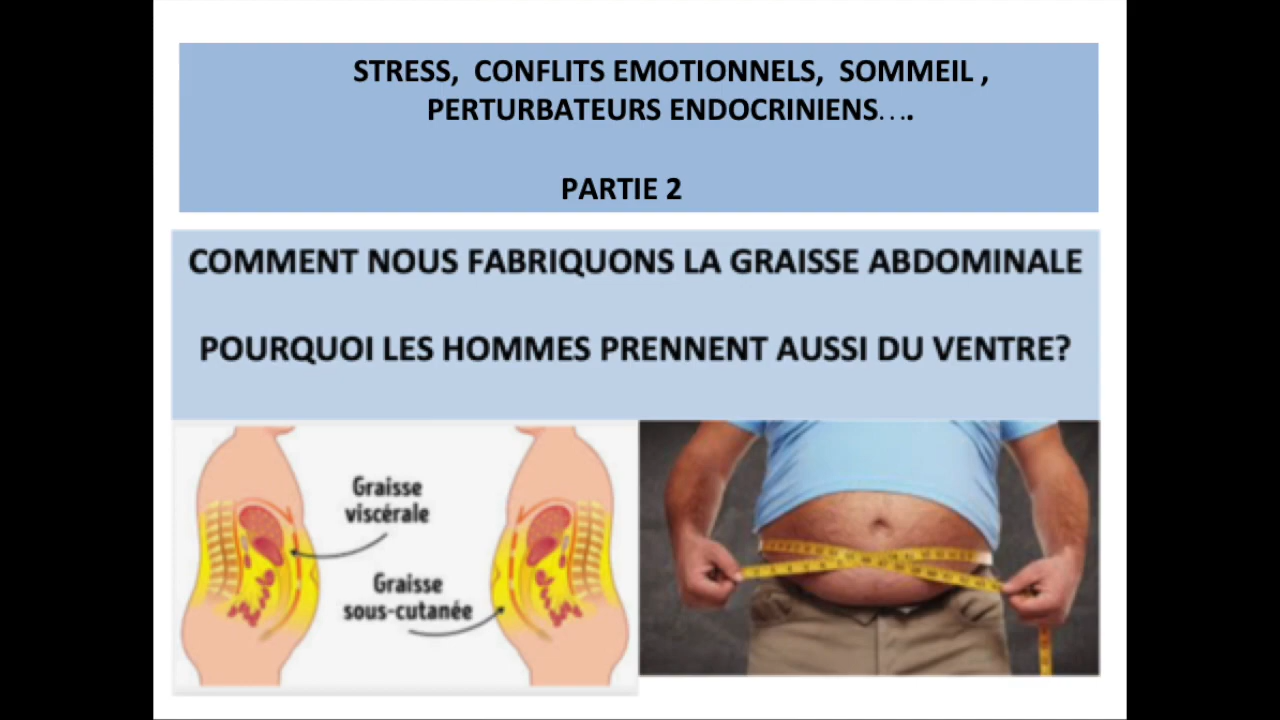 STRESS, CONFLITS EMOTIONNELS, SOMMEIL ,
PERTURBATEURS ENDOCRINIENS….
PARTIE 2
COMMENT NOUS FABRIQUONS LA GRAISSE ABDOMINALE
POURQUOI LES HOMMES PRENNENT AUSSI DU VENTRE?
Graisse
viscérale
Graisse
sous-cutanée